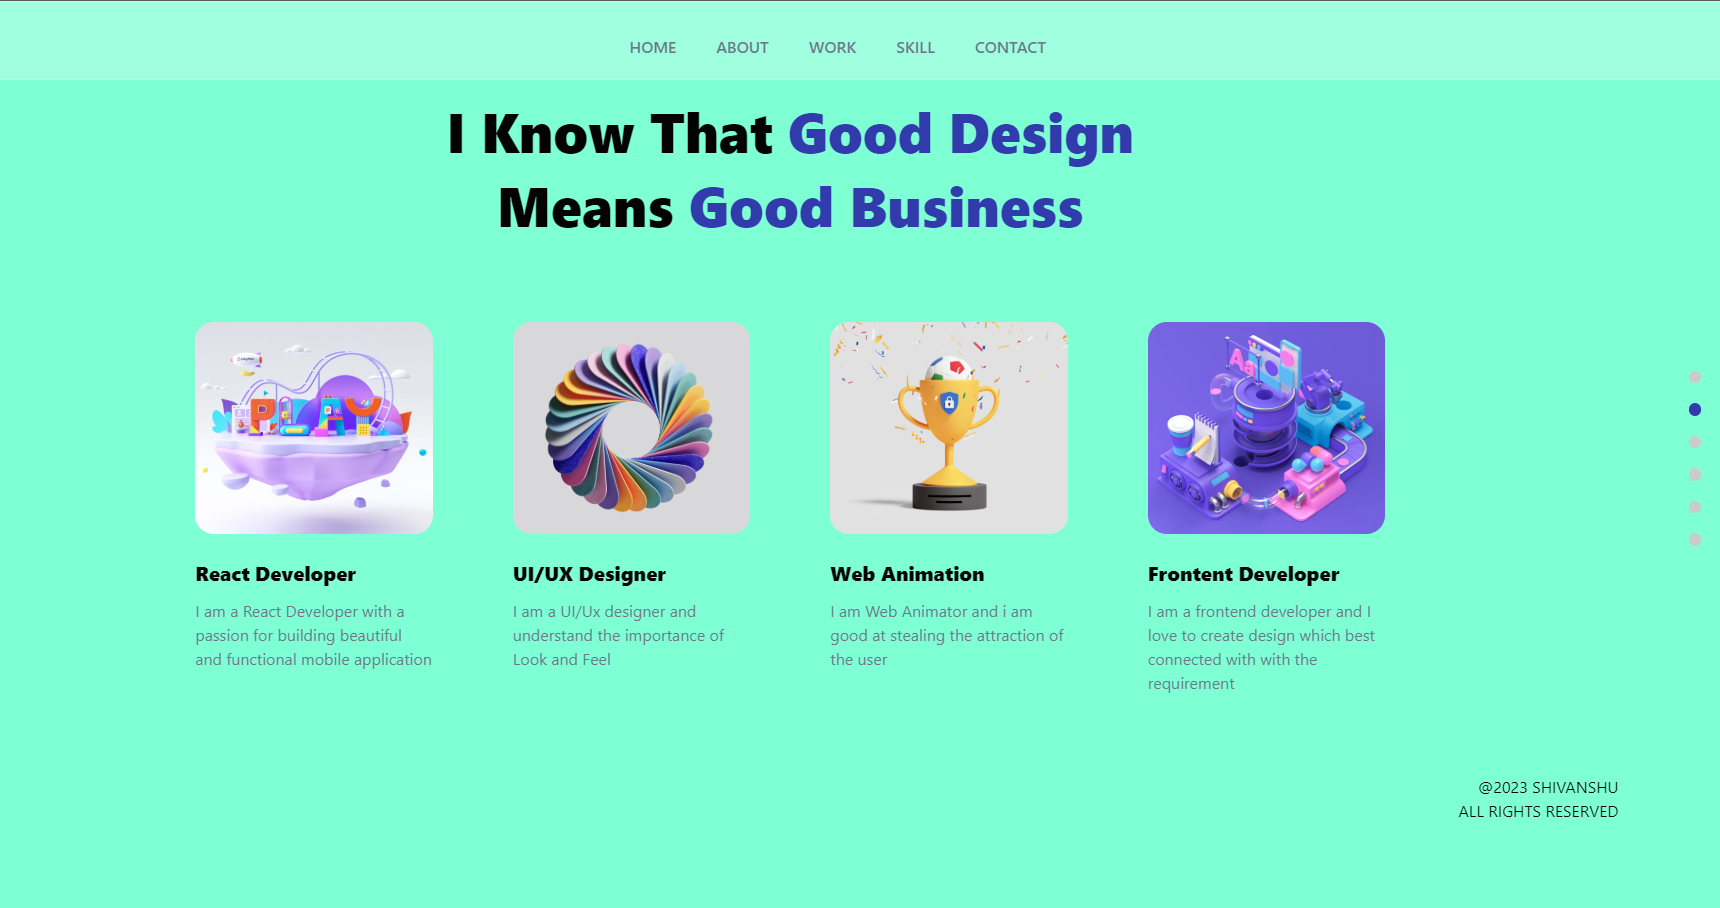 HOME ABOUT WORK SKILL CONTACT
I Know That Good Design
Means Good Business
PLAY
Aa
React Developer
I am a React Developer with a
passion for building beautiful
and functional mobile application
UI/UX Designer
I am a UI/Ux designer and
understand the importance of
Look and Feel
Web Animation
I am Web Animator and i am
good at stealing the attraction of
the user
Frontent Developer
I am a frontend developer and I
love to create design which best
connected with with the
requirement
@2023 SHIVANSHU
ALL RIGHTS RESERVED